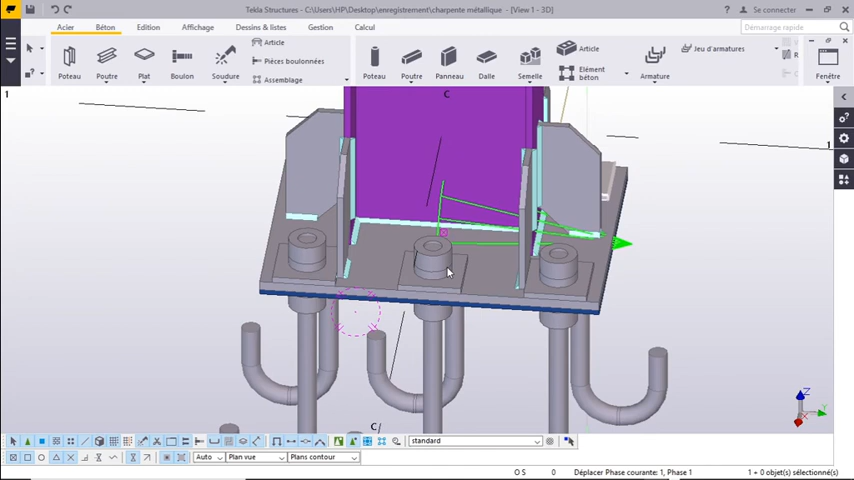 Tekla Structures - C:\Users\HP\Desktop\enregistrement\charpente métallique - [View 1 - 3D]
Se connecter
Acier Béton Edition Affichage Dessins & listes Gestion Calcul
Démarrage rapide
Poteau Poutre Plat Boulon Soudure
Article
Pièces boulonnées
Assemblage
Poteau Poutre Panneau Dalle Semelle
Article
Elément béton
Armature
Jeu d'armatures
R
Fenêtre
1
C
1
C
Z
Y
X
standard
Auto Plan vue Plans contour
O S 0 Déplacer Phase courante: 1, Phase 1 1 + 0 objet(s) sélectionné(s)